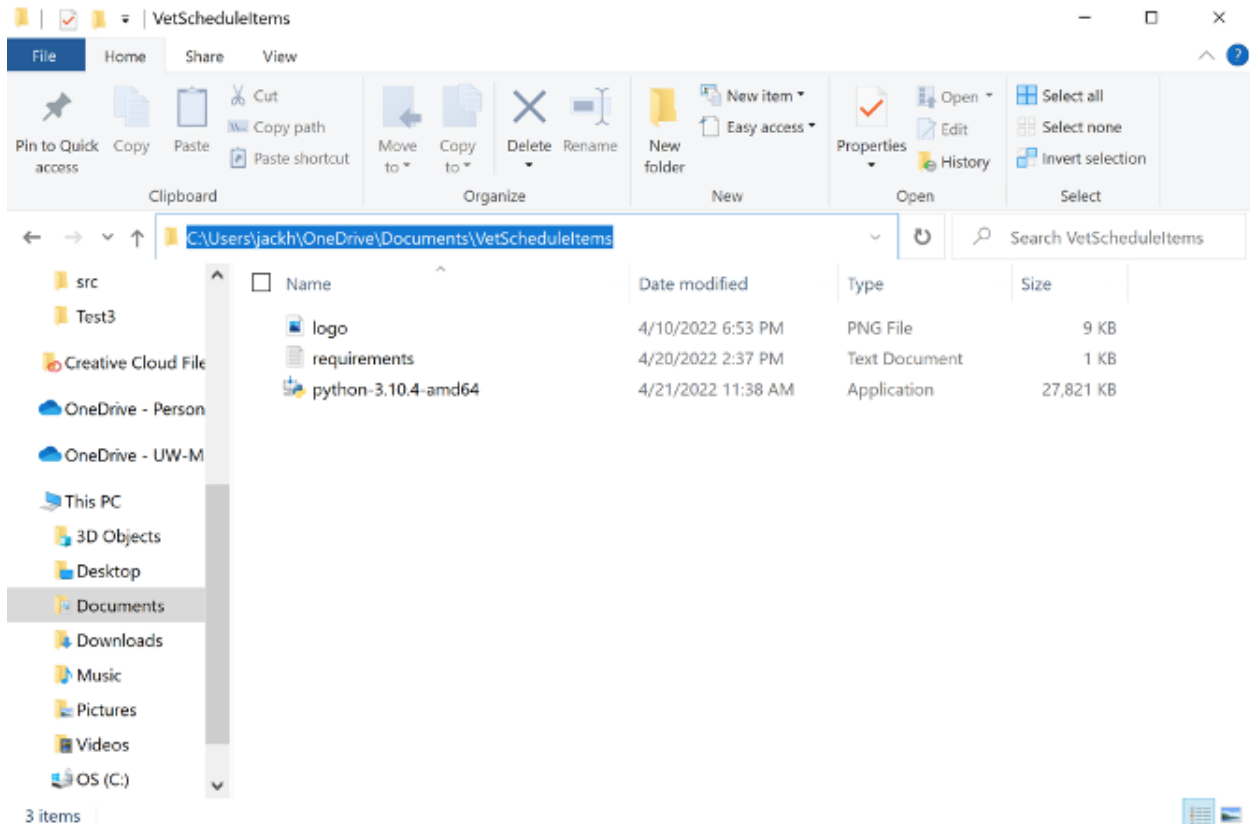 VetScheduleItems
File Home Share View
Pin to Quick access
Copy
Paste
Cut
Copy path
Paste shortcut
Move to
Copy to
Delete
Rename
New folder
New item
Easy access
Properties
Open
Edit
History
Select all
Select none
Invert selection
Clipboard Organize New Open Select
C:\Users\jackh\OneDrive\Documents\VetScheduleItems
Search VetScheduleItems
src
Test3
Creative Cloud File
OneDrive - Person
OneDrive - UW-M
This PC
3D Objects
Desktop
Documents
Downloads
Music
Pictures
Videos
OS (C:)
Name Date modified Type Size
logo 4/10/2022 6:53 PM PNG File 9 KB
requirements 4/20/2022 2:37 PM Text Document 1 KB
python-3.10.4-amd64 4/21/2022 11:38 AM Application 27,821 KB
3 items